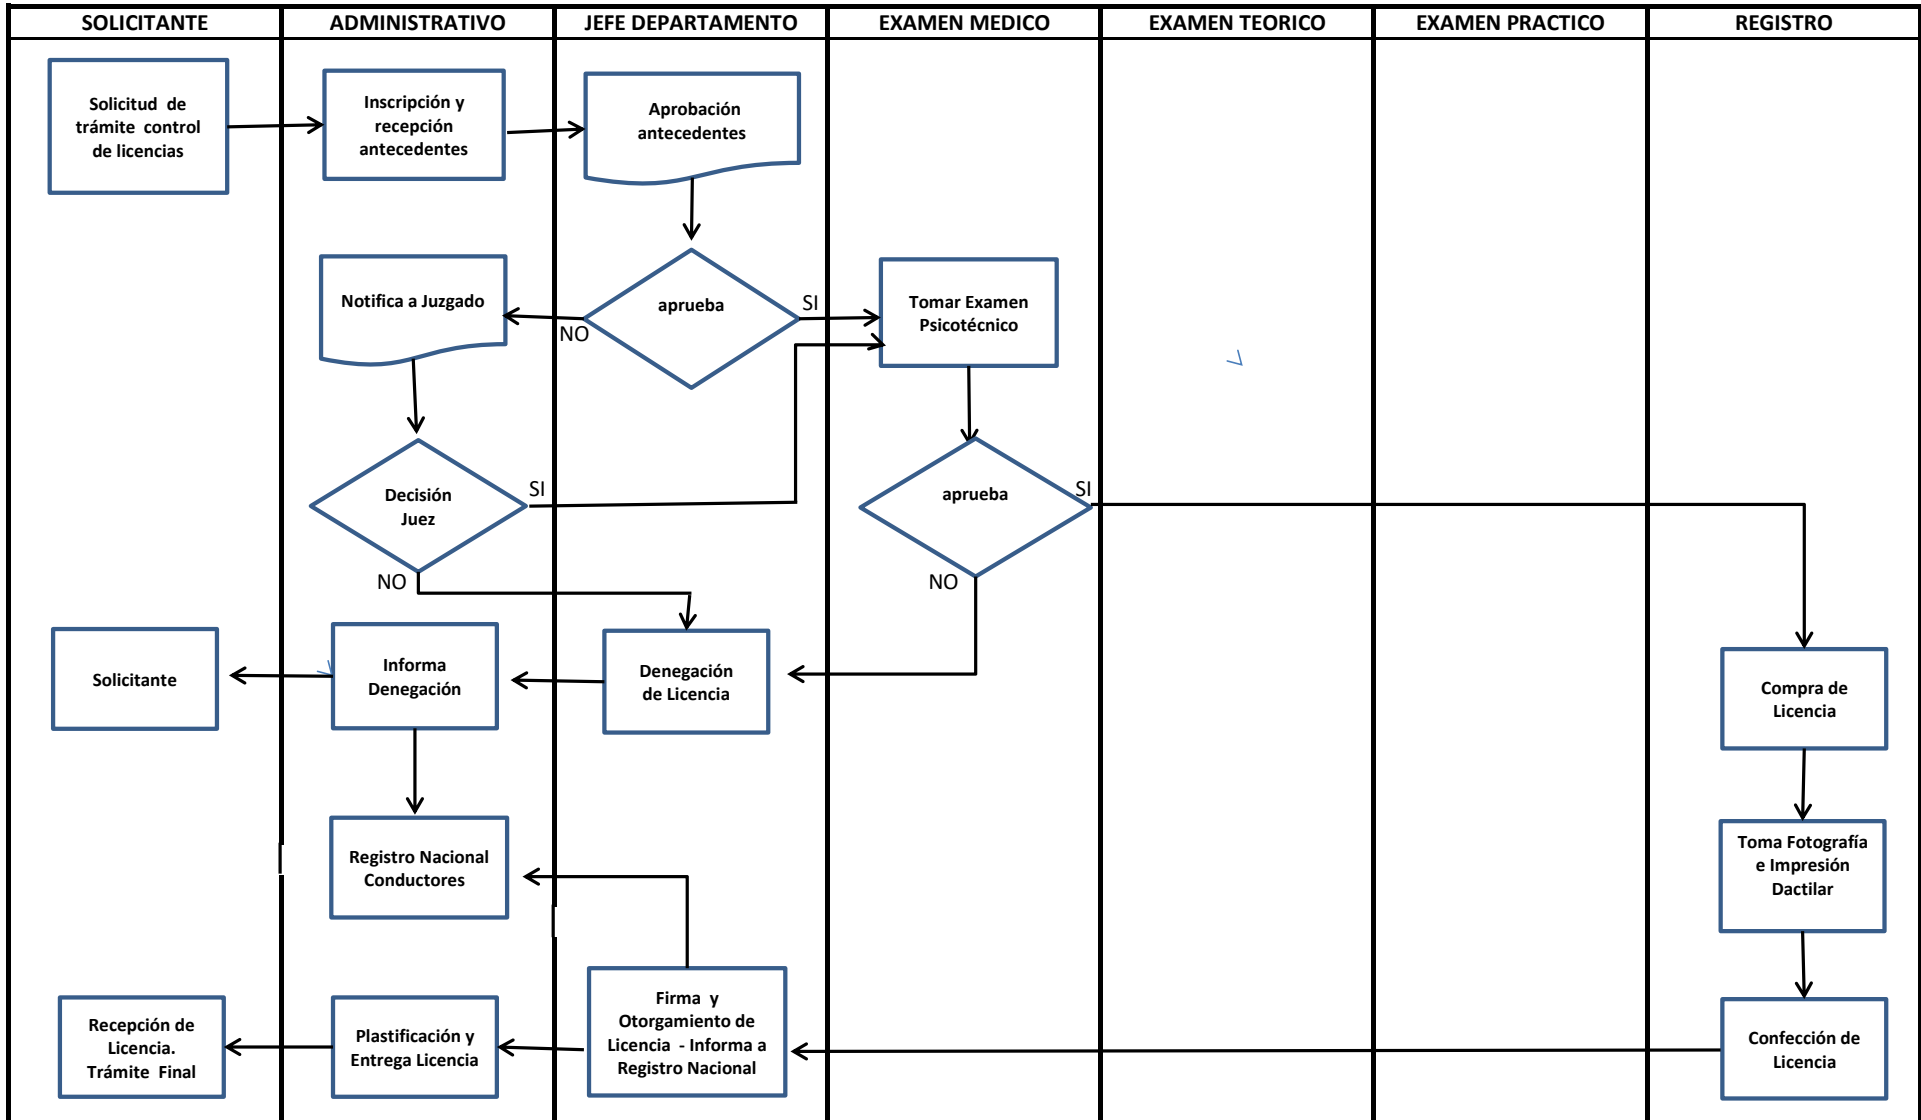 SOLICITANTE
ADMINISTRATIVO
JEFE DEPARTAMENTO
EXAMEN MEDICO
EXAMEN TEORICO
EXAMEN PRACTICO
REGISTRO
Solicitud de
trámite control
de licencias
Inscripción y
recepción
antecedentes
Aprobación
antecedentes
Notifica a Juzgado
NO
aprueba
SI
Tomar Examen
Psicotécnico
Decisión
Juez
SI
NO
aprueba
SI
NO
Solicitante
Informa
Denegación
Denegación
de Licencia
Compra de
Licencia
Registro Nacional
Conductores
Toma Fotografía
e Impresión
Dactilar
Recepción de
Licencia.
Trámite Final
Plastificación y
Entrega Licencia
Firma y
Otorgamiento de
Licencia - Informa a
Registro Nacional
Confección de
Licencia